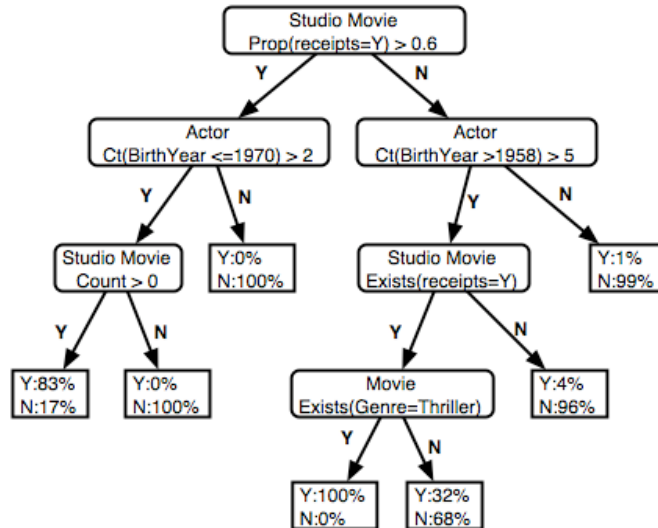 Studio Movie
Prop(receipts=Y) > 0.6
Y
N
Actor
Ct(BirthYear <=1970) > 2
Actor
Ct(BirthYear >1958) > 5
Y
N
Y
N
Studio Movie
Count > 0
Y:0%
N:100%
Studio Movie
Exists(receipts=Y)
Y:1%
N:99%
Y
N
Y
N
Y:83%
N:17%
Y:0%
N:100%
Movie
Exists(Genre=Thriller)
Y:4%
N:96%
Y
N
Y:100%
N:0%
Y:32%
N:68%